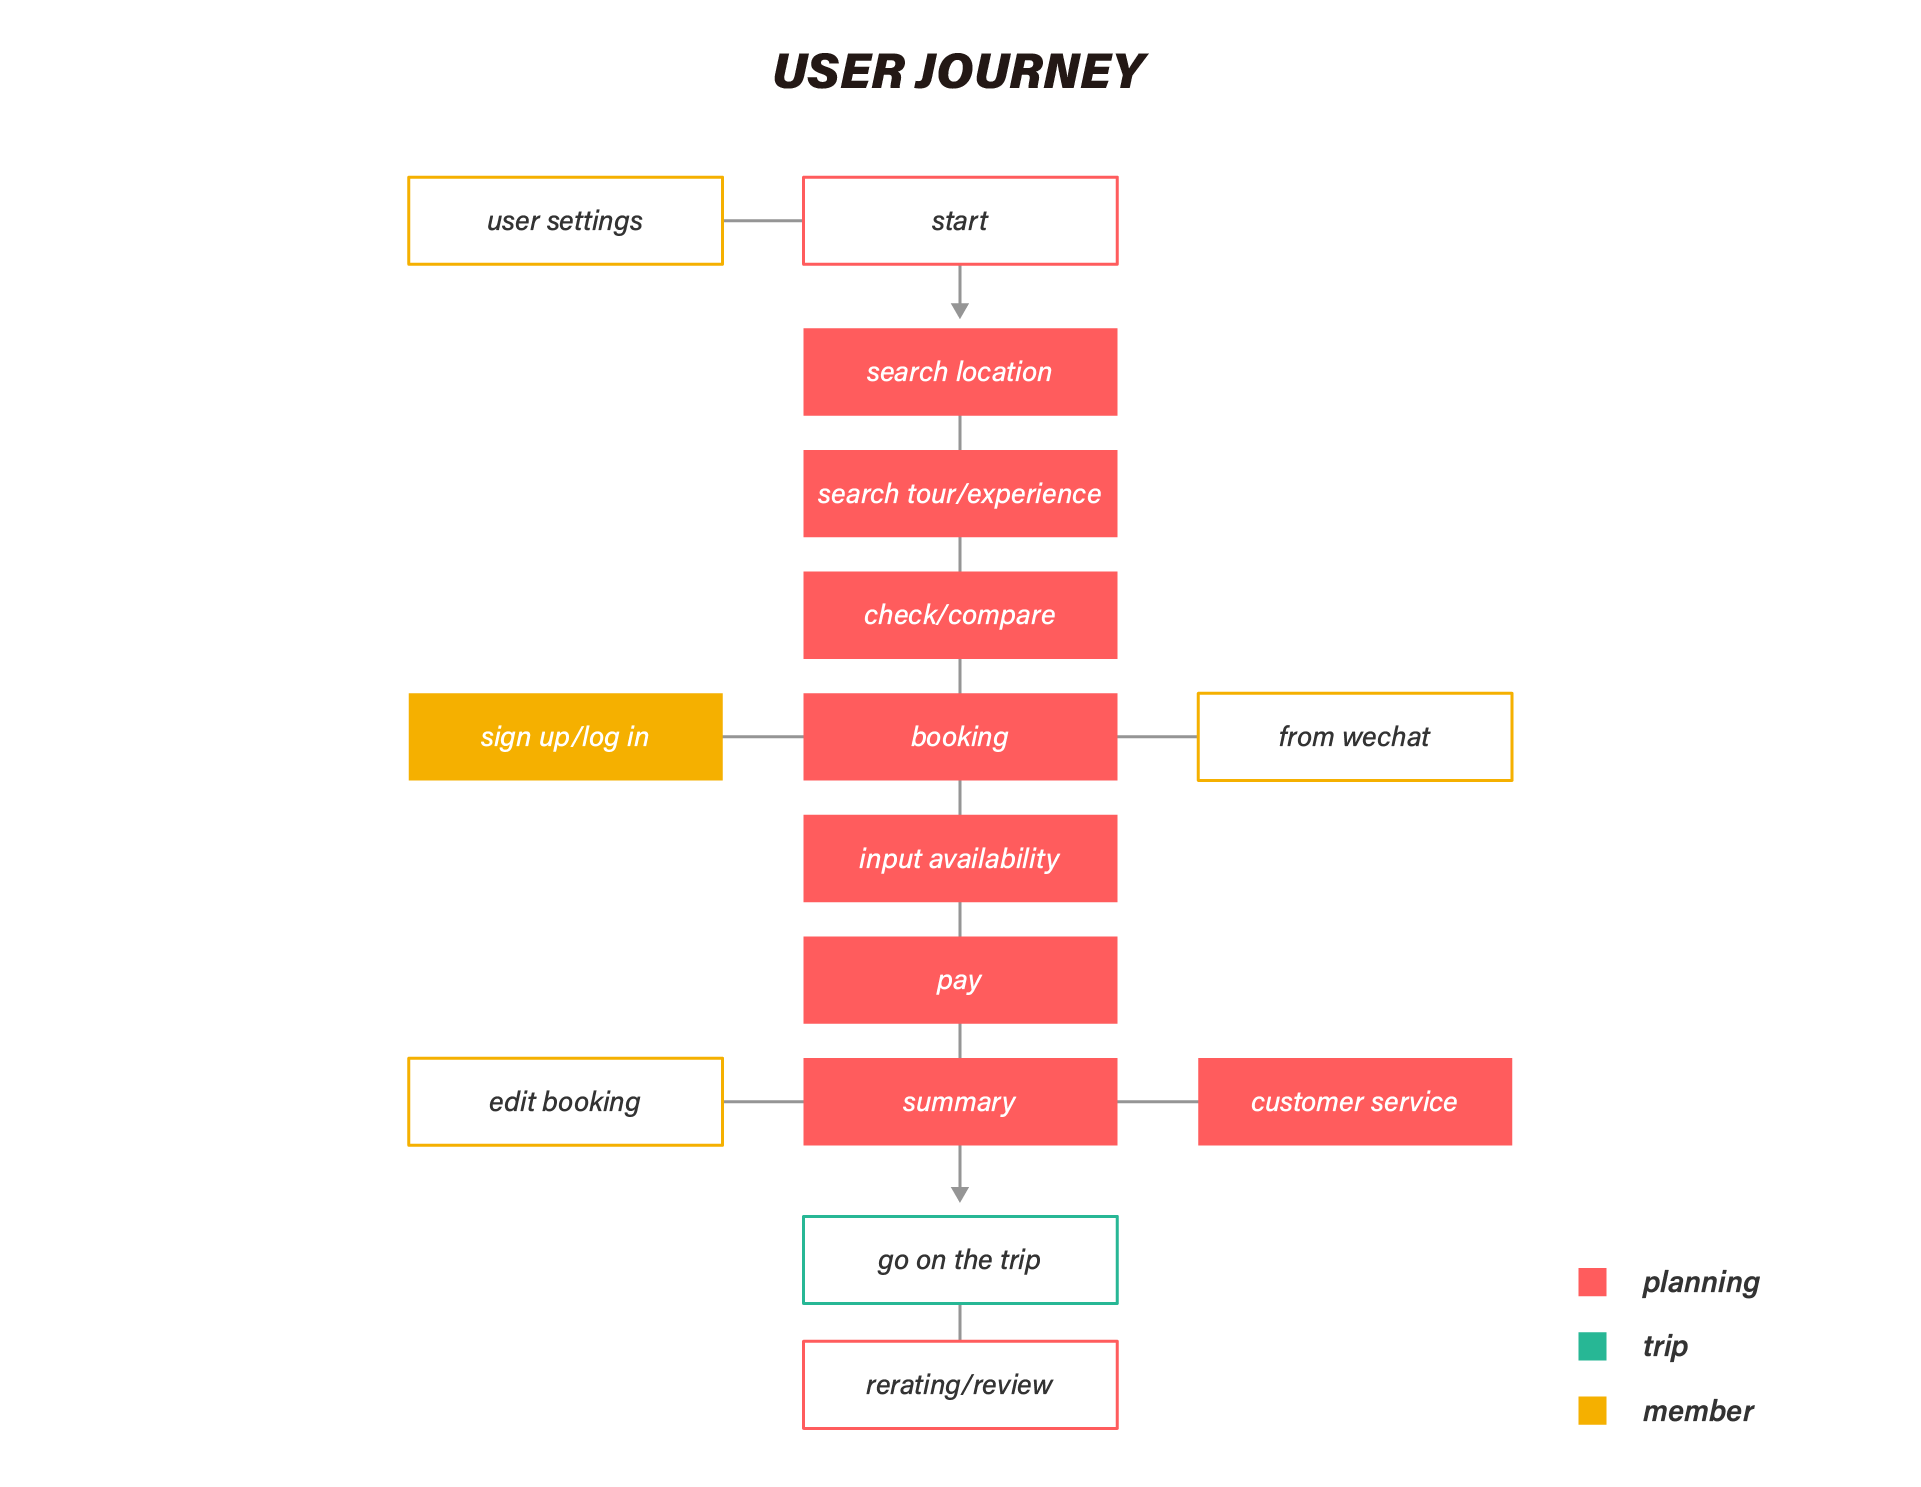 USER JOURNEY
user settings
start
search location
search tour/experience
check/compare
sign up/log in
booking
from wechat
input availability
pay
edit booking
summary
customer service
go on the trip
rerating/review
planning
trip
member